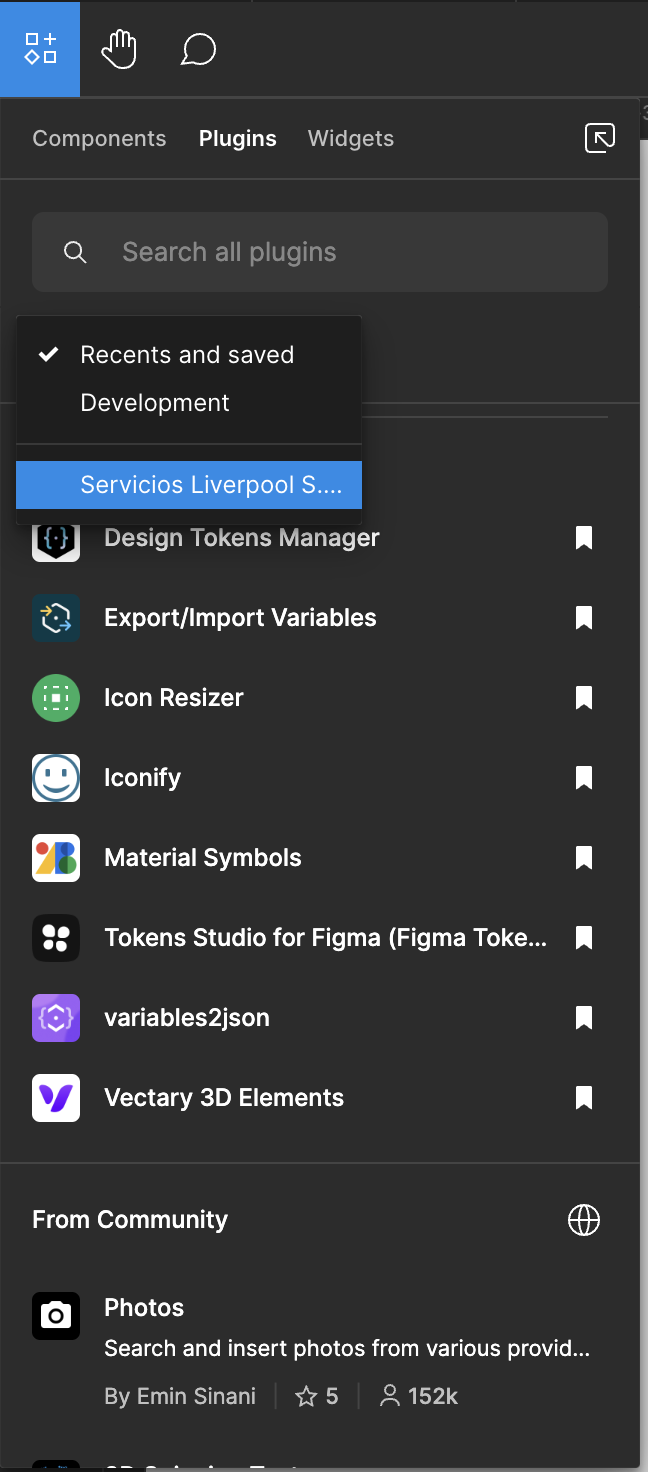 Components Plugins Widgets
Search all plugins
Recents and saved
Development
Servicios Liverpool S....
Design Tokens Manager
Export/Import Variables
Icon Resizer
Iconify
Material Symbols
Tokens Studio for Figma (Figma Toke...
variables2json
Vectary 3D Elements
From Community
Photos
Search and insert photos from various provid...
By Emin Sinani 5 152k